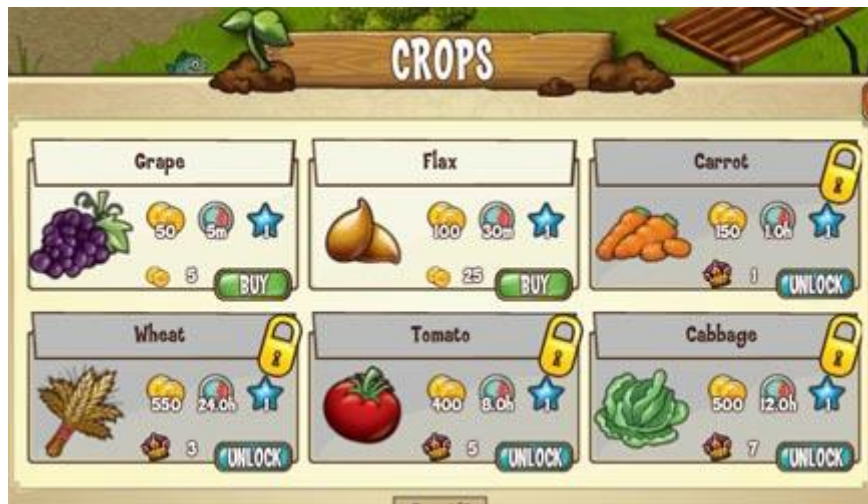 CROPS
Grape
50 5m 1
5 BUY
Flax
100 30m 1
25 BUY
Carrot
150 1.0h 1
1 UNLOCK
Wheat
550 24.0h 1
3 UNLOCK
Tomato
400 8.0h 1
5 UNLOCK
Cabbage
500 12.0h 1
7 UNLOCK